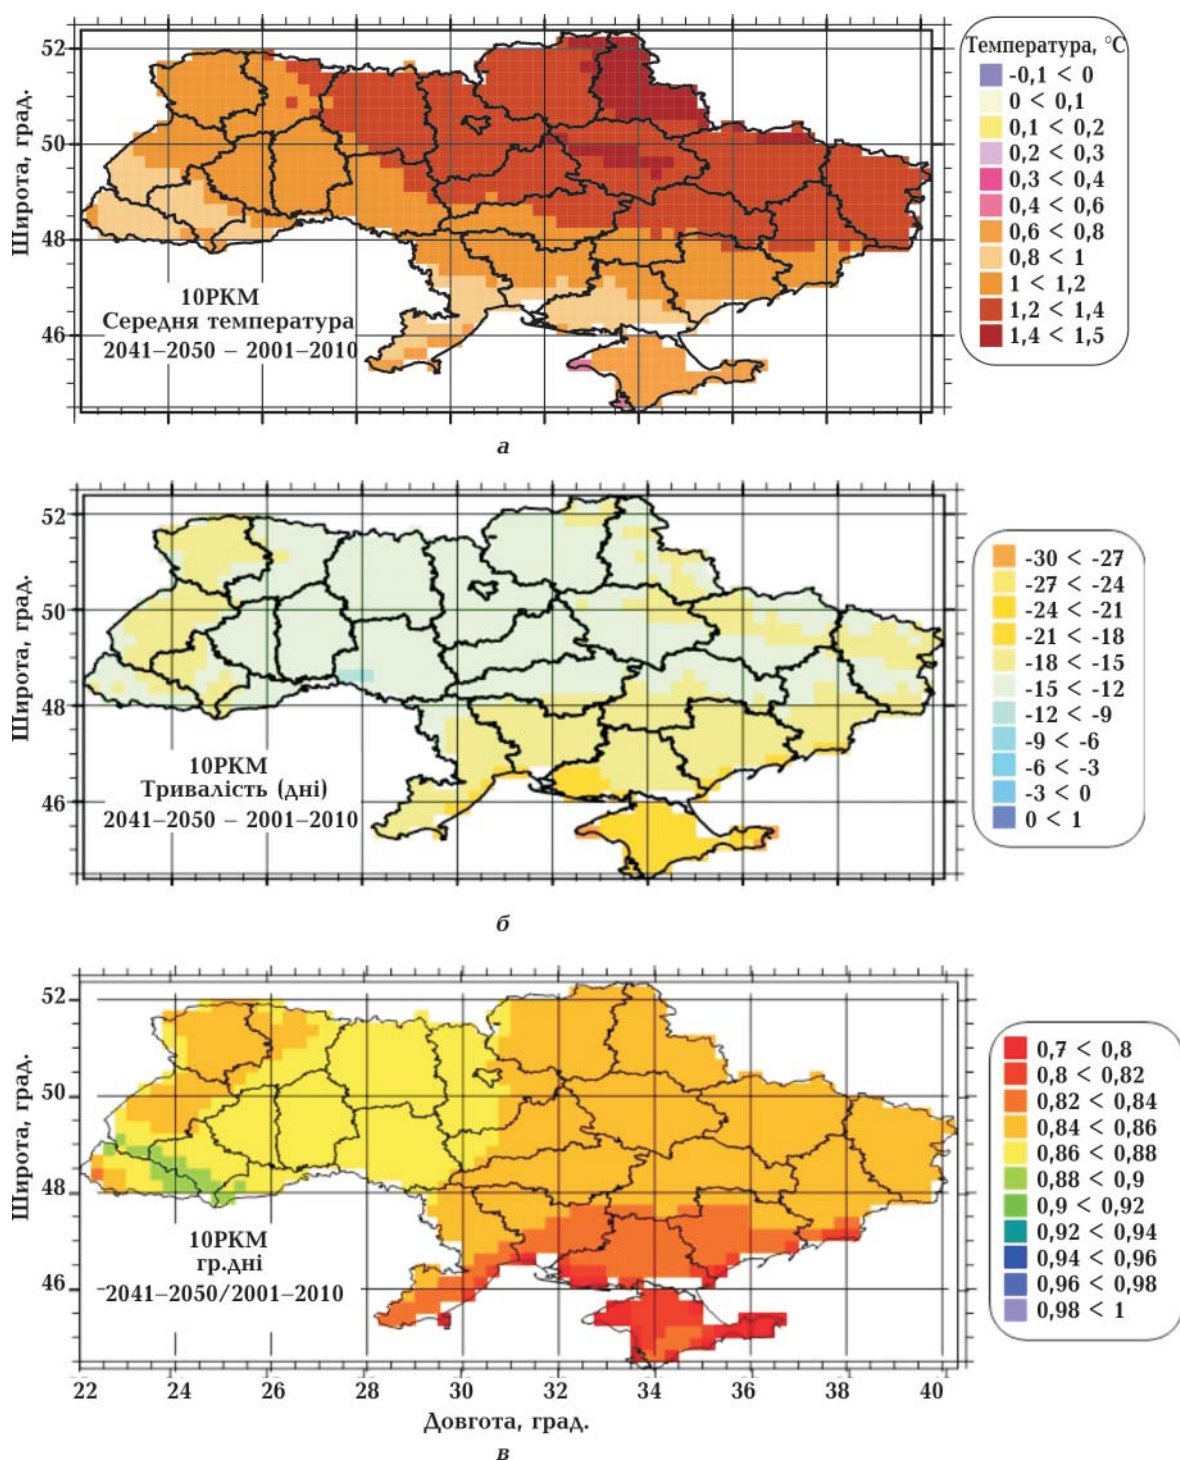 Температура, °C
-0,1 < 0
0 < 0,1
0,1 < 0,2
0,2 < 0,3
0,3 < 0,4
0,4 < 0,6
0,6 < 0,8
0,8 < 1
1 < 1,2
1,2 < 1,4
1,4 < 1,5
Широта, град.
52
50
48
46
10РКМ
Середня температура
2041–2050 – 2001–2010
а
Широта, град.
52
50
48
46
10РКМ
Тривалість (дні)
2041–2050 – 2001–2010
-30 < -27
-27 < -24
-24 < -21
-21 < -18
-18 < -15
-15 < -12
-12 < -9
-9 < -6
-6 < -3
-3 < 0
0 < 1
б
Широта, град.
52
50
48
46
10РКМ
гр.дні
2041–2050/2001–2010
0,7 < 0,8
0,8 < 0,82
0,82 < 0,84
0,84 < 0,86
0,86 < 0,88
0,88 < 0,9
0,9 < 0,92
0,92 < 0,94
0,94 < 0,96
0,96 < 0,98
0,98 < 1
22 24 26 28 30 32 34 36 38 40
Довгота, град.
в